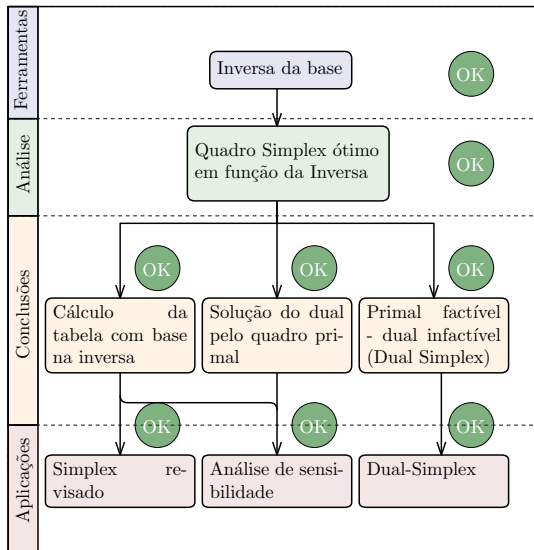 Ferramentas
Inversa da base
OK
Análise
Quadro Simplex ótimo
em função da Inversa
OK
Conclusões
OK
OK
OK
Cálculo da
tabela com base
na inversa
Solução do dual
pelo quadro pri-
mal
Primal factível
- dual infactível
(Dual Simplex)
Aplicações
OK
OK
OK
Simplex re-
visado
Análise de sensi-
bilidade
Dual-Simplex